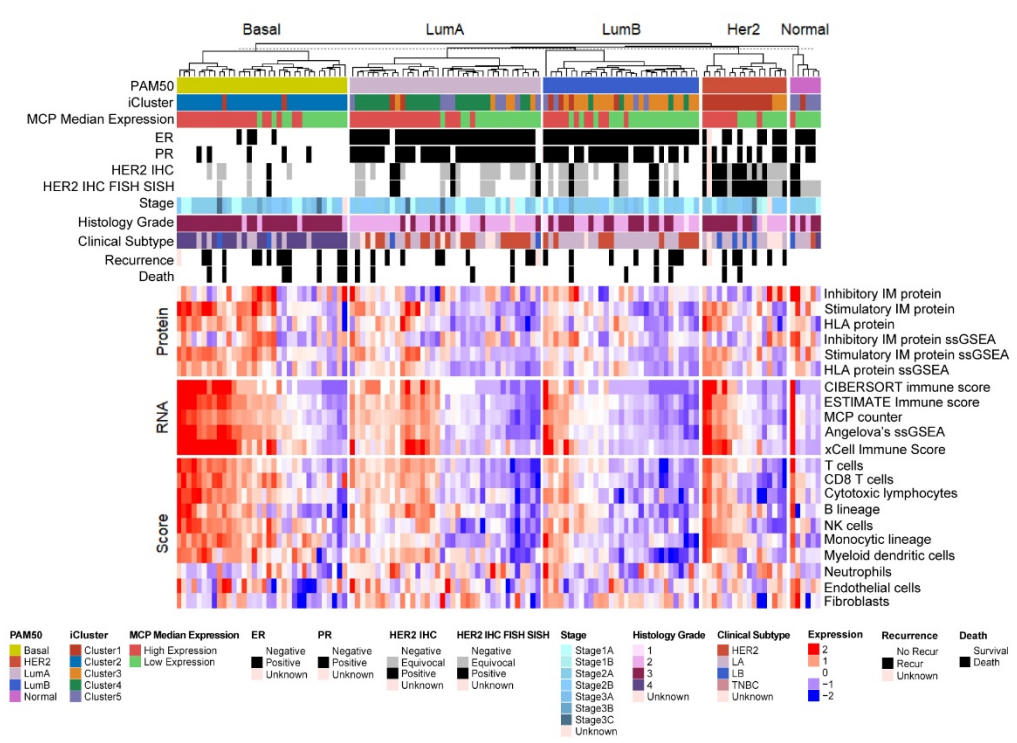 Basal LumA LumB Her2 Normal
PAM50
iCluster
MCP Median Expression
ER
PR
HER2 IHC
HER2 IHC FISH SISH
Stage
Histology Grade
Clinical Subtype
Recurrence
Death
Protein
Inhibitory IM protein
Stimulatory IM protein
HLA protein
Inhibitory IM protein ssGSEA
Stimulatory IM protein ssGSEA
HLA protein ssGSEA
RNA
CIBERSORT immune score
ESTIMATE Immune score
MCP counter
Angelova's ssGSEA
xCell Immune Score
Score
T cells
CD8 T cells
Cytotoxic lymphocytes
B lineage
NK cells
Monocytic lineage
Myeloid dendritic cells
Neutrophils
Endothelial cells
Fibroblasts
PAM50
Basal
HER2
LumA
LumB
Normal
iCluster
Cluster1
Cluster2
Cluster3
Cluster4
Cluster5
MCP Median Expression
High Expression
Low Expression
ER
Negative
Positive
Unknown
PR
Negative
Positive
Unknown
HER2 IHC
Negative
Equivocal
Positive
Unknown
HER2 IHC FISH SISH
Negative
Equivocal
Positive
Unknown
Stage
Stage1A
Stage1B
Stage2A
Stage2B
Stage3A
Stage3B
Stage3C
Unknown
Histology Grade
1
2
3
4
Unknown
Clinical Subtype
HER2
LA
LB
TNBC
Unknown
Expression
2
1
0
−1
−2
Recurrence
No Recur
Recur
Unknown
Death
Survival
Death